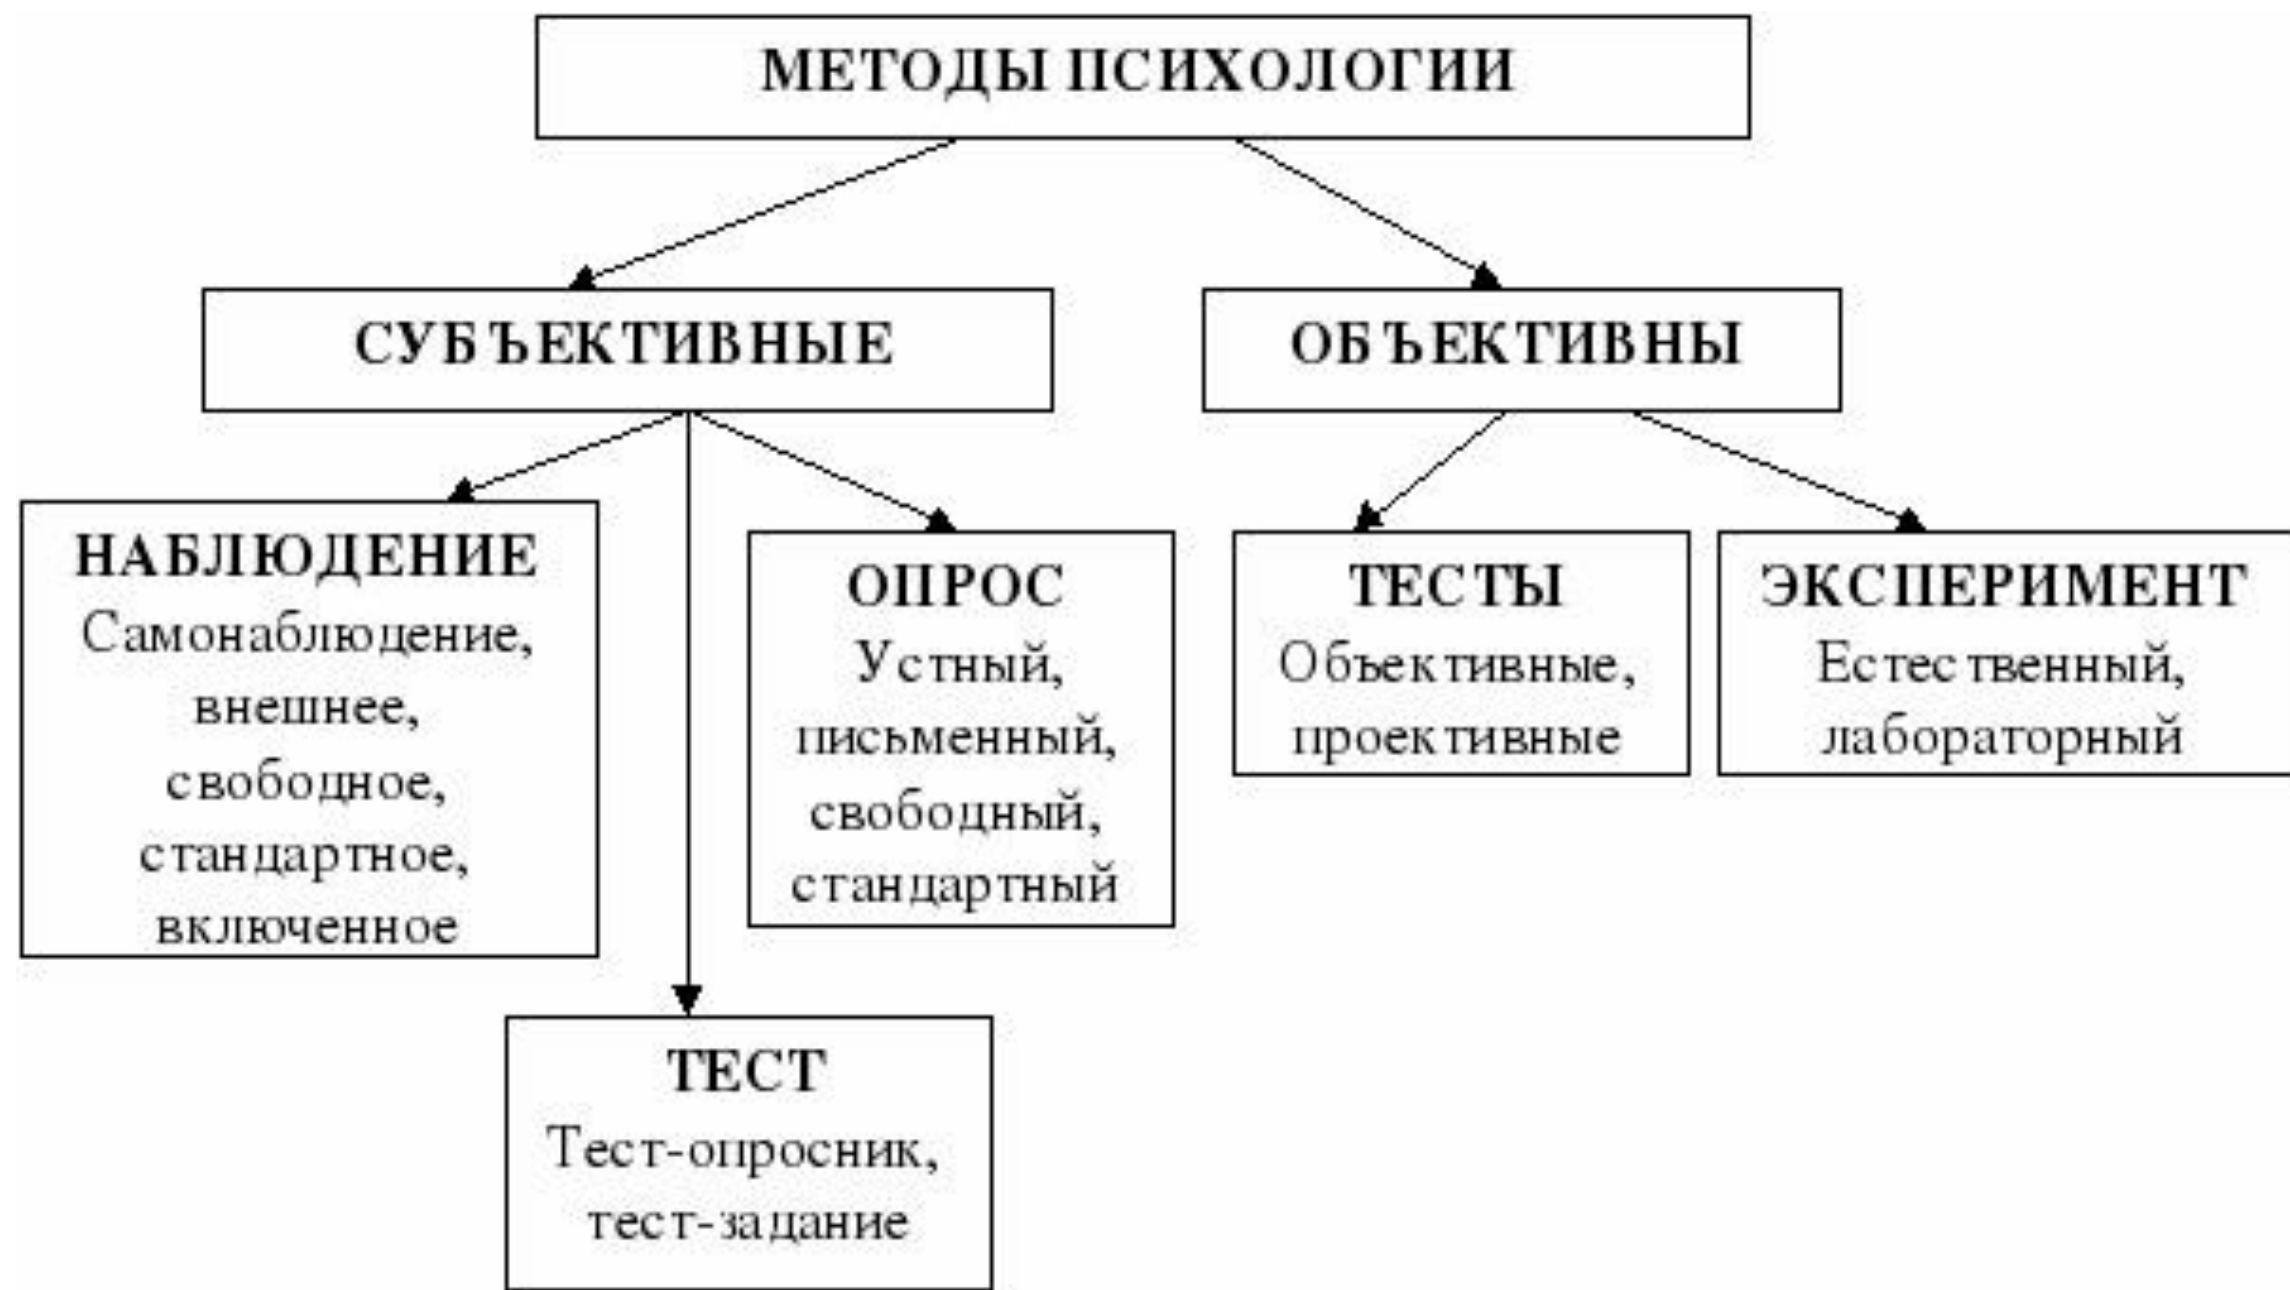 МЕТОДЫ ПСИХОЛОГИИ
СУБЪЕКТИВНЫЕ
ОБЪЕКТИВНЫ
НАБЛЮДЕНИЕ
Самонаблюдение,
внешнее,
свободное,
стандартное,
включенное
ОПРОС
Устный,
письменный,
свободный,
стандартный
ТЕСТЫ
Объективные,
проективные
ЭКСПЕРИМЕНТ
Естественный,
лабораторный
ТЕСТ
Тест-опросник,
тест-задание